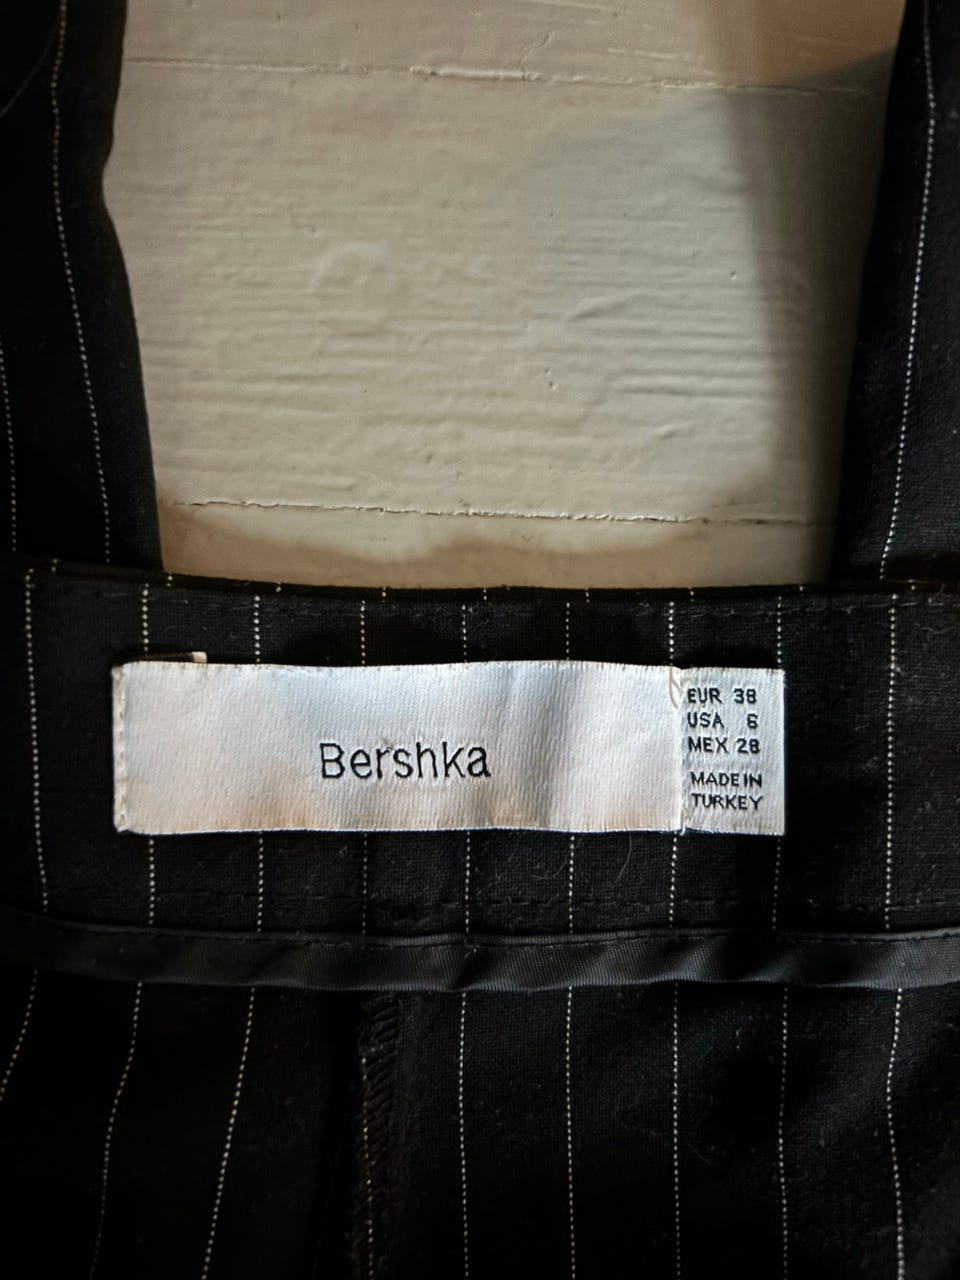 Bershka
EUR 38
USA 6
MEX 28
MADE IN
TURKEY